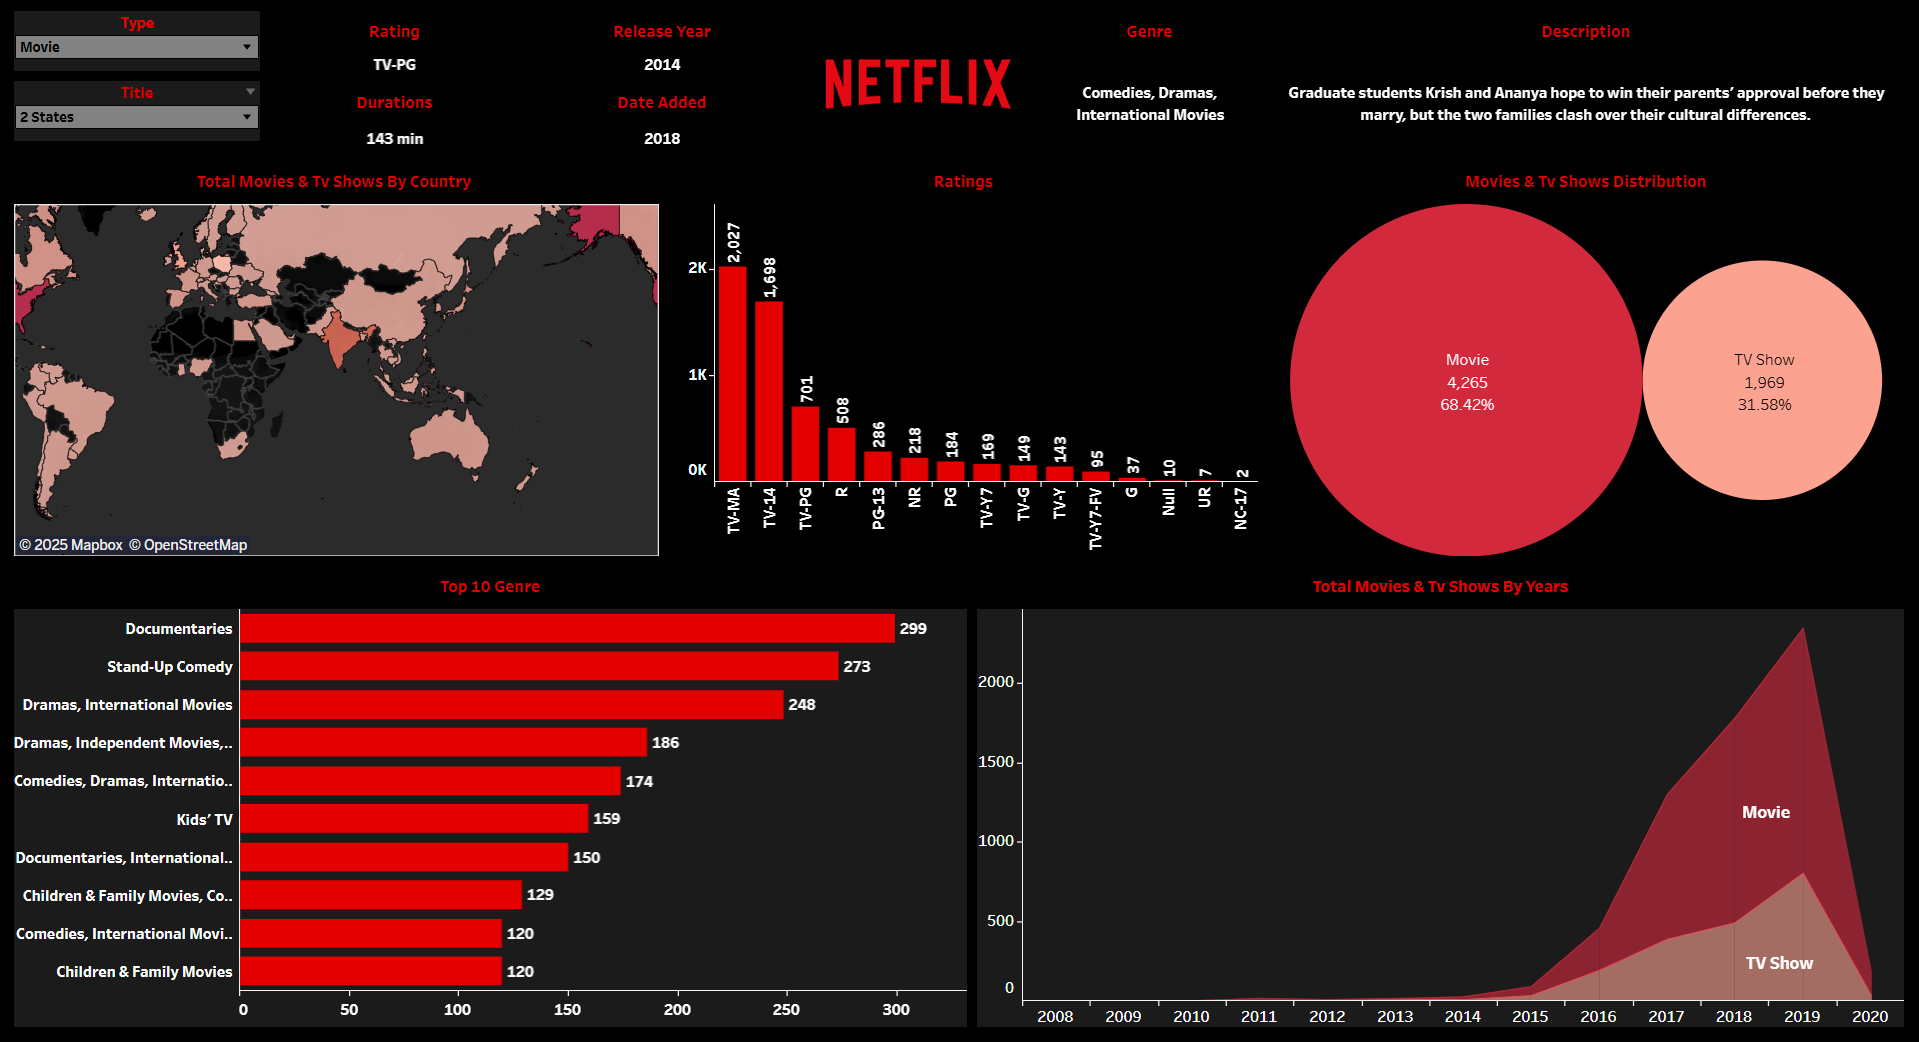 Type
Movie
Title
2 States
Rating
TV-PG
Durations
143 min
Release Year
2014
Date Added
2018
NETFLIX
Genre
Comedies, Dramas,
International Movies
Description
Graduate students Krish and Ananya hope to win their parents’ approval before they
marry, but the two families clash over their cultural differences.
Total Movies & Tv Shows By Country
© 2025 Mapbox © OpenStreetMap
Ratings
2K
1K
0K
2,027
1,698
701
508
286
218
184
169
149
143
95
37
10
7
2
TV-MA
TV-14
TV-PG
R
PG-13
NR
PG
TV-Y7
TV-G
TV-Y
TV-Y7-FV
G
Null
UR
NC-17
Movies & Tv Shows Distribution
Movie
4,265
68.42%
TV Show
1,969
31.58%
Top 10 Genre
Documentaries 299
Stand-Up Comedy 273
Dramas, International Movies 248
Dramas, Independent Movies,.. 186
Comedies, Dramas, Internatio.. 174
Kids’ TV 159
Documentaries, International.. 150
Children & Family Movies, Co.. 129
Comedies, International Movi.. 120
Children & Family Movies 120
0 50 100 150 200 250 300
Total Movies & Tv Shows By Years
2000
1500
1000
500
0
Movie
TV Show
2008 2009 2010 2011 2012 2013 2014 2015 2016 2017 2018 2019 2020